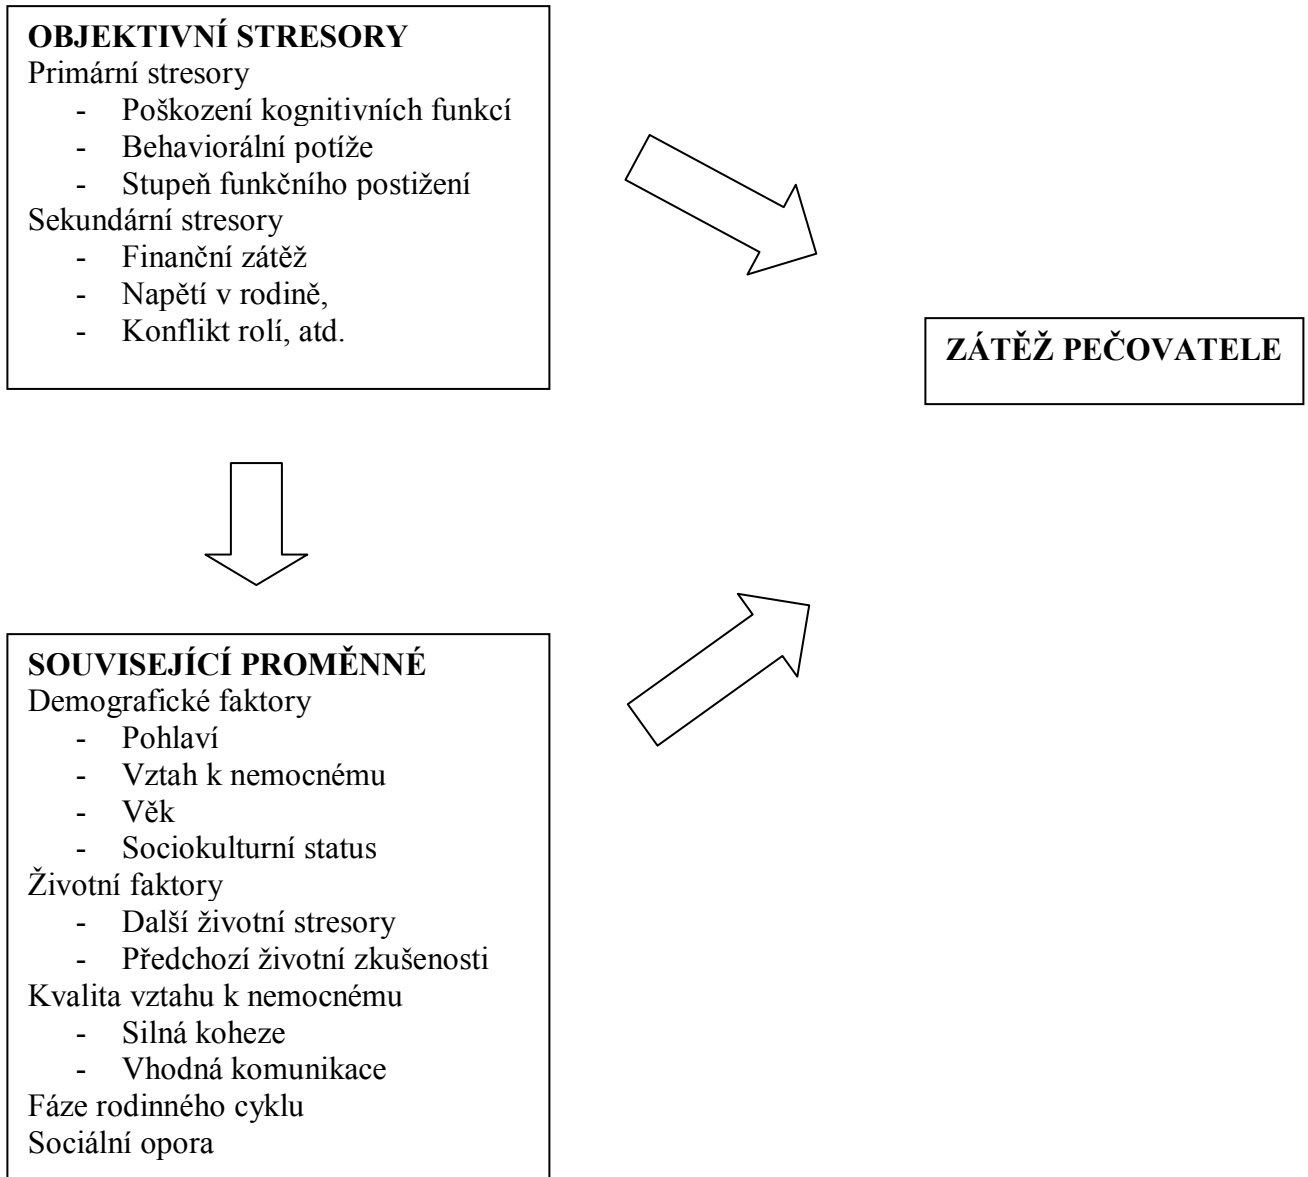 OBJEKTIVNÍ STRESORY
Primární stresory
- Poškození kognitivních funkcí
- Behaviorální potíže
- Stupeň funkčního postižení
Sekundární stresory
- Finanční zátěž
- Napětí v rodině,
- Konflikt rolí, atd.
ZÁTĚŽ PEČOVATELE
SOUVISEJÍCÍ PROMĚNNÉ
Demografické faktory
- Pohlaví
- Vztah k nemocnému
- Věk
- Sociokulturní status
Životní faktory
- Další životní stresory
- Předchozí životní zkušenosti
Kvalita vztahu k nemocnému
- Silná koheze
- Vhodná komunikace
Fáze rodinného cyklu
Sociální opora